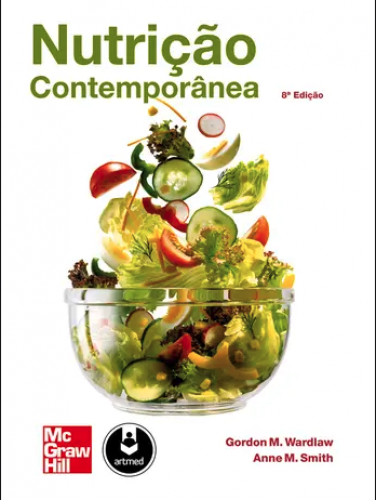 Nutrição
Contemporânea
8ª Edição
Gordon M. Wardlaw
Anne M. Smith
Mc
Graw
Hill
artmed